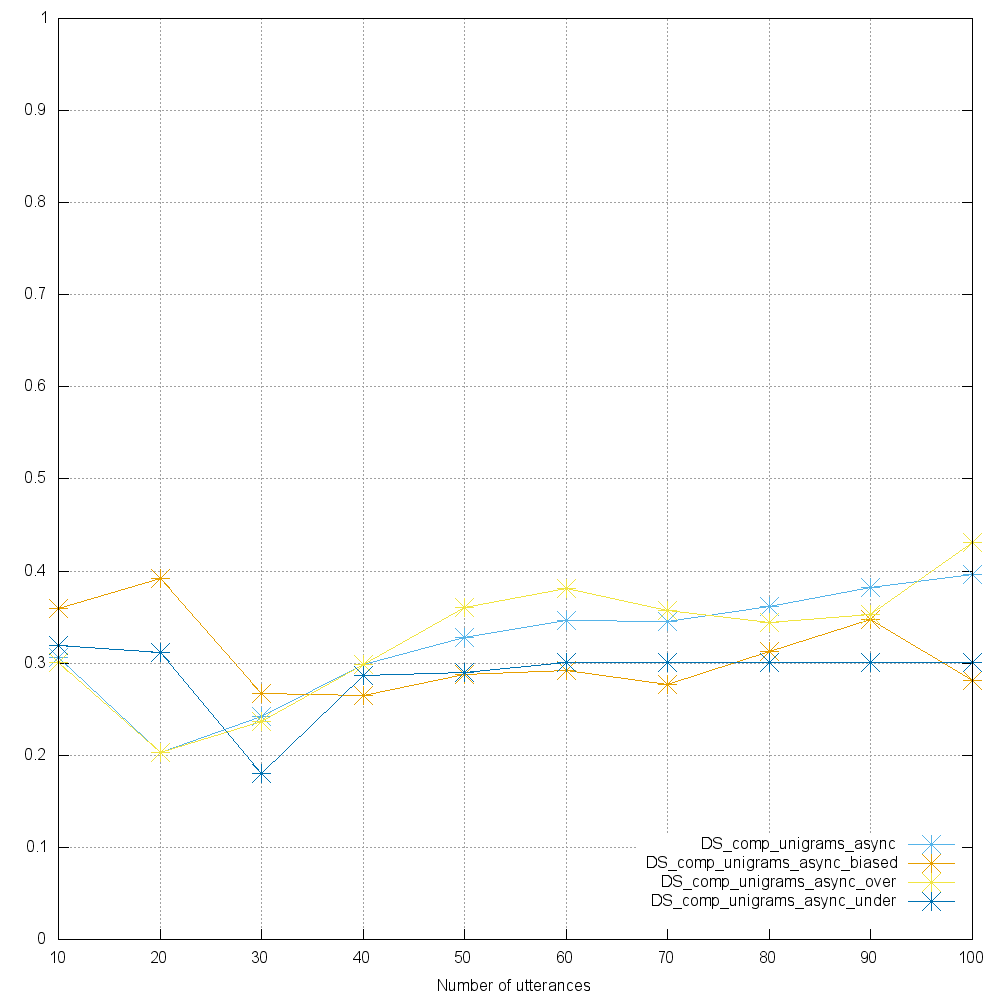 1
0.9
0.8
0.7
0.6
0.5
0.4
0.3
0.2
0.1
0
DS_comp_unigrams_async
DS_comp_unigrams_async_biased
DS_comp_unigrams_async_over
DS_comp_unigrams_async_under
10 20 30 40 50 60 70 80 90 100
Number of utterances